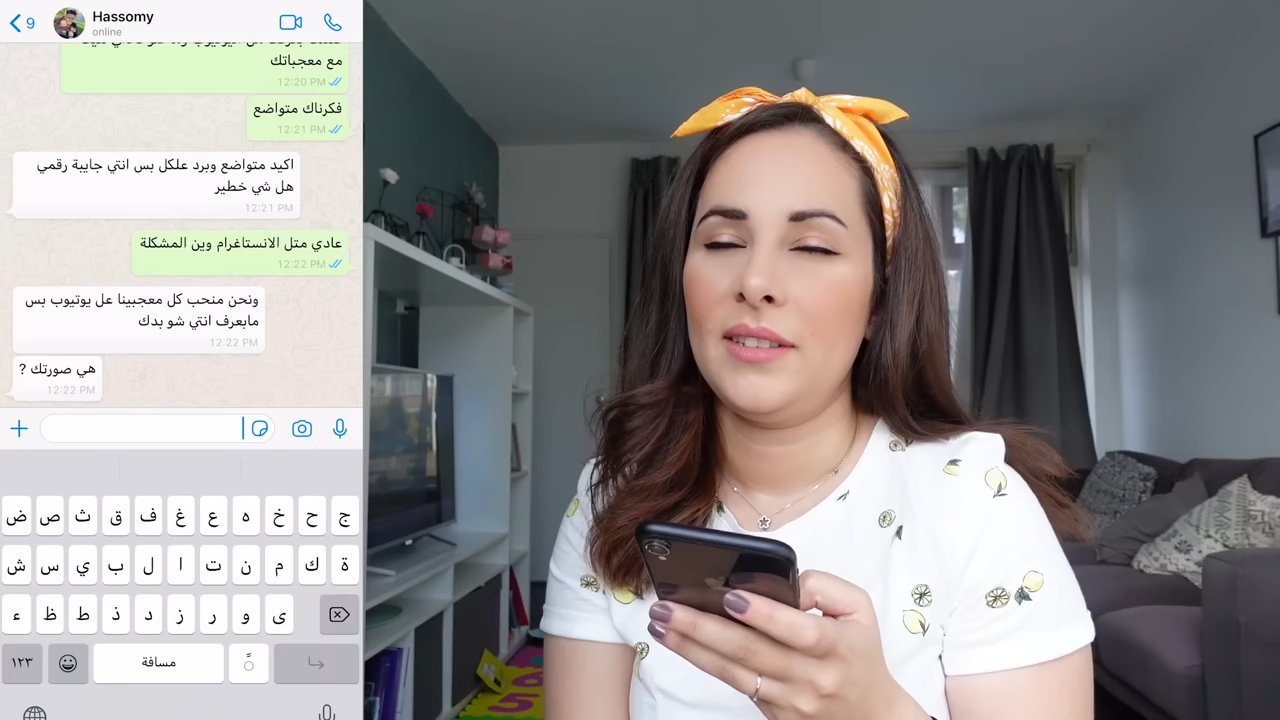 9
Hassomy
online
مع معجباتك
12:20 PM
فكرناك متواضع
12:21 PM
اكيد متواضع وبرد علكل بس انتي جايبة رقمي
هل شي خطير
12:21 PM
عادي متل الانستاغرام وين المشكلة
12:22 PM
ونحن منحب كل معجبينا عل يوتيوب بس
مابعرف انتي شو بدك
12:22 PM
هي صورتك ?
12:22 PM
ض ص ث ق ف غ ع ه خ ح ج
ش س ي ب ل ا ت ن م ك ة
ء ظ ط ذ د ز ر و ى
١٢٣
مسافة